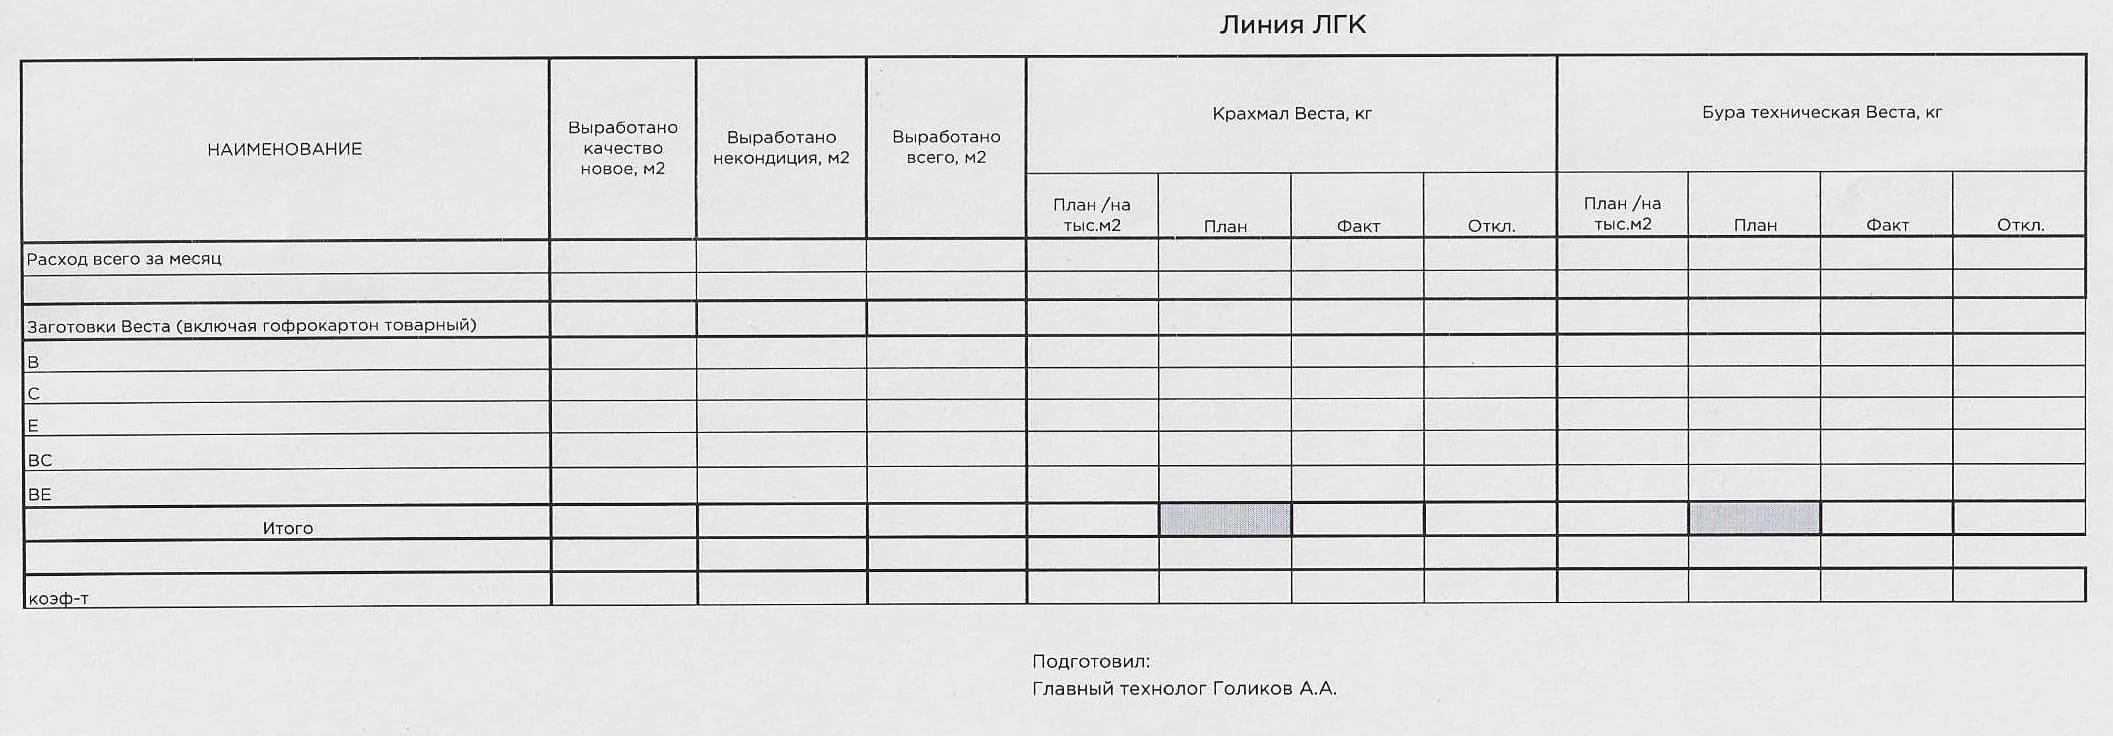 Линия ЛГК
НАИМЕНОВАНИЕ
Выработано
качество
новое, м2
Выработано
некондиция, м2
Выработано
всего, м2
Крахмал Веста, кг
Бура техническая Веста, кг
План /на
тыс.м2
План
Факт
Откл.
План /на
тыс.м2
План
Факт
Откл.
Расход всего за месяц
Заготовки Веста (включая гофрокартон товарный)
В
С
Е
ВС
ВЕ
Итого
коэф-т
Подготовил:
Главный технолог Голиков А.А.